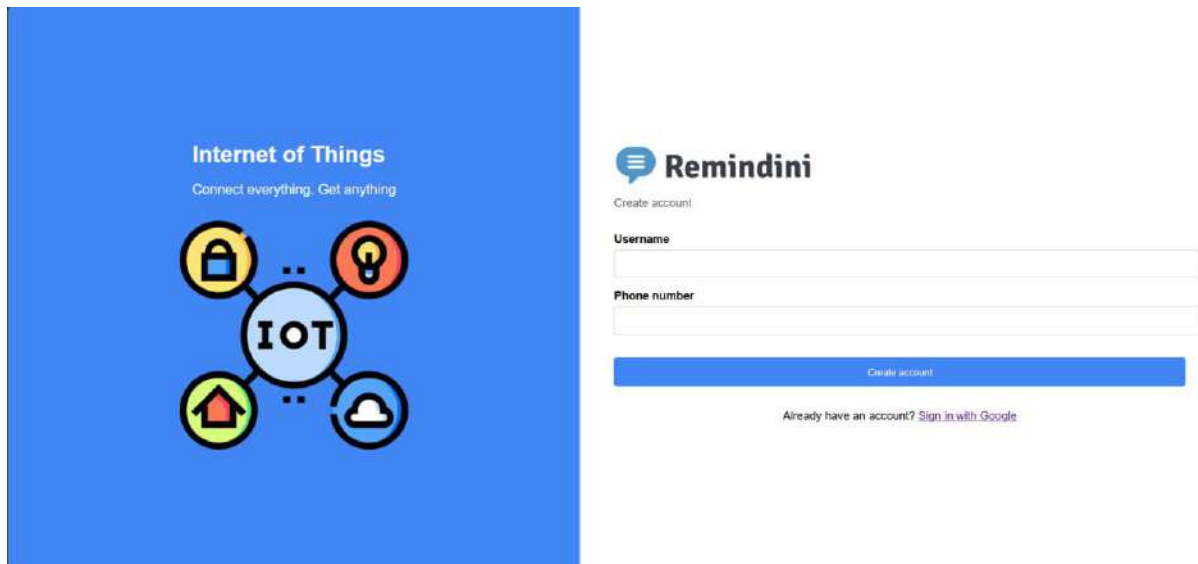 Internet of Things
Connect everything. Get anything
IOT
Remindini
Create account
Username
Phone number
Create account
Already have an account? Sign in with Google